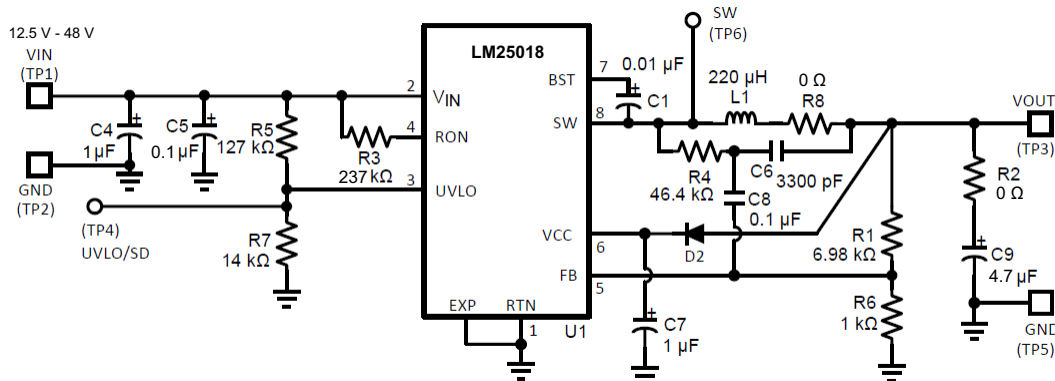 12.5 V - 48 V
VIN
(TP1)
GND
(TP2)
C4
1 µF
C5
0.1 µF
R5
127
kΩ
R3
237 kΩ
(TP4)
UVLO/SD
R7
14 kΩ
LM25018
2
VIN
4
RON
3
UVLO
BST
7
SW
8
VCC
6
FB
5
EXP
RTN
1
U1
0.01 µF
C1
SW
(TP6)
220 µH
L1
0 Ω
R8
R4
46.4 kΩ
C6
3300 pF
C8
0.1 µF
D2
C7
1 µF
R1
6.98 kΩ
R6
1 kΩ
R2
0 Ω
C9
4.7 µF
VOUT
(TP3)
GND
(TP5)
+
+
+
+
+